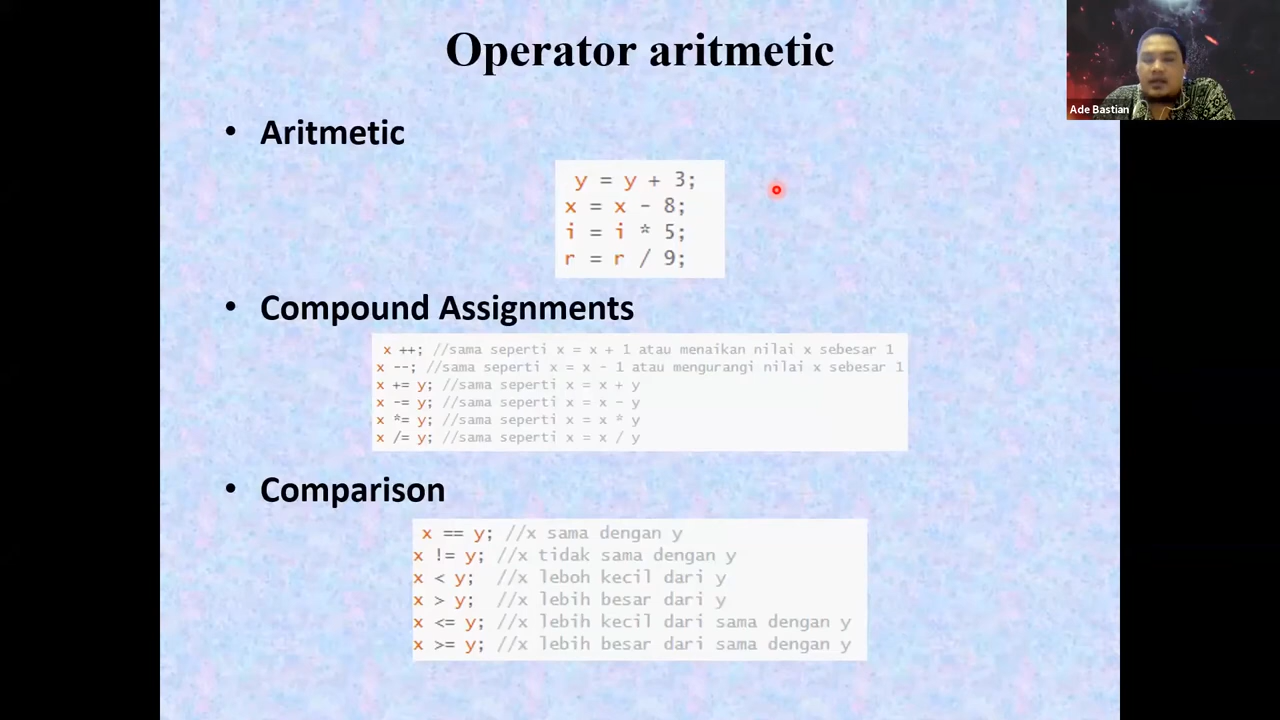 Operator aritmetic
Ade Bastian
• Aritmetic
y = y + 3;
x = x - 8;
i = i * 5;
r = r / 9;
• Compound Assignments
x ++; //sama seperti x = x + 1 atau menaikan nilai x sebesar 1
x --; //sama seperti x = x - 1 atau mengurangi nilai x sebesar 1
x += y; //sama seperti x = x + y
x -= y; //sama seperti x = x - y
x *= y; //sama seperti x = x * y
x /= y; //sama seperti x = x / y
• Comparison
x == y; //x sama dengan y
x != y; //x tidak sama dengan y
x < y; //x leboh kecil dari y
x > y; //x lebih besar dari y
x <= y; //x lebih kecil dari sama dengan y
x >= y; //x lebih besar dari sama dengan y